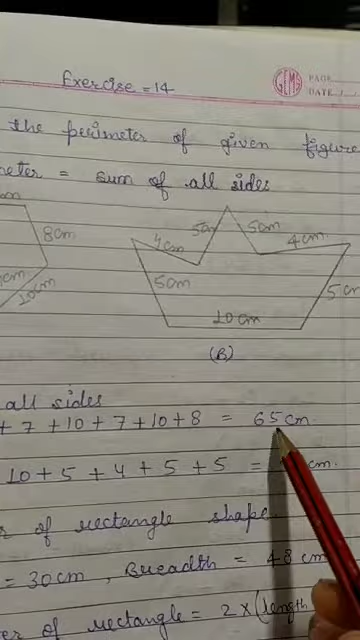 Exercise = 14
GEMS
PAGE
DATE
the perimeter of given figure
meter = sum of all sides
8cm
10cm
4cm
5cm
5cm
4cm
5cm
5cm
10cm
(B)
all sides
+ 7 + 10 + 7 + 10 + 8 = 65 cm.
10 + 5 + 4 + 5 + 5 = cm.
of rectangle shape
= 30 cm, Breadth = 48 cm
of rectangle = 2 × (length